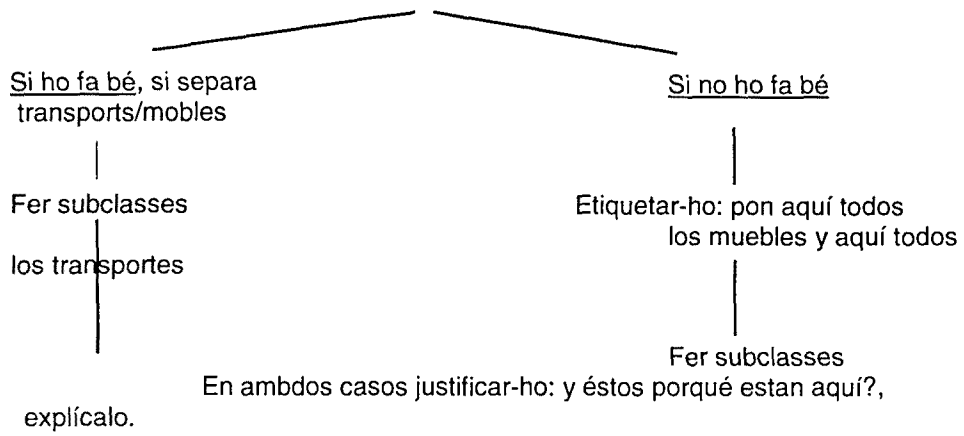 Si ho fa bé, si separa
transports/mobles
Si no ho fa bé
Fer subclasses
los transportes
Etiquetar-ho: pon aquí todos
los muebles y aquí todos
Fer subclasses
En ambdos casos justificar-ho: y éstos porqué estan aquí?,
explícalo.